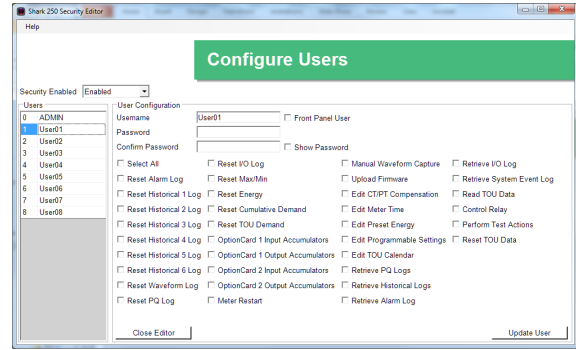 Shark 250 Security Editor
Help
Configure Users
Security Enabled Enabled
Users
0 ADMIN
1 User01
2 User02
3 User03
4 User04
5 User05
6 User06
7 User07
8 User08
User Configuration
Username User01 Front Panel User
Password
Confirm Password Show Password
Select All Reset I/O Log Manual Waveform Capture Retrieve I/O Log
Reset Alarm Log Reset Max/Min Upload Firmware Retrieve System Event Log
Reset Historical 1 Log Reset Energy Edit CT/PT Compensation Read TOU Data
Reset Historical 2 Log Reset Cumulative Demand Edit Meter Time Control Relay
Reset Historical 3 Log Reset TOU Demand Edit Preset Energy Perform Test Actions
Reset Historical 4 Log OptionCard 1 Input Accumulators Edit Programmable Settings Reset TOU Data
Reset Historical 5 Log OptionCard 1 Output Accumulators Edit TOU Calendar
Reset Historical 6 Log OptionCard 2 Input Accumulators Retrieve PQ Logs
Reset Waveform Log OptionCard 2 Output Accumulators Retrieve Historical Logs
Reset PQ Log Meter Restart Retrieve Alarm Log
Close Editor Update User